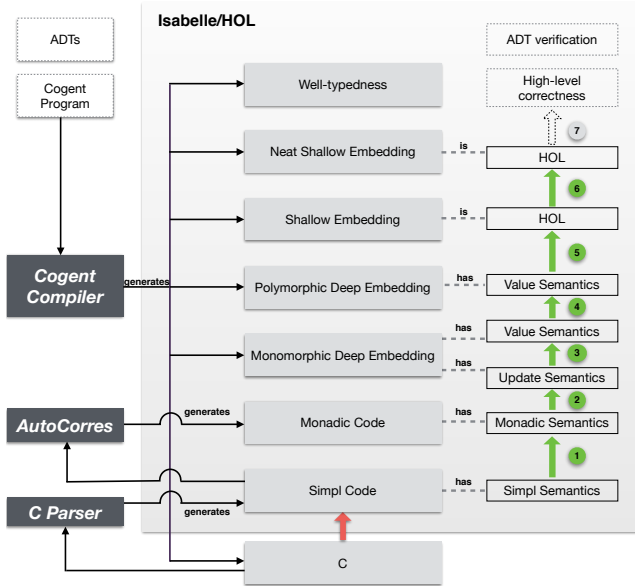 Isabelle/HOL
ADTs
ADT verification
Cogent
Program
Well-typedness
High-level
correctness
7
Neat Shallow Embedding
is
HOL
6
Shallow Embedding
is
HOL
5
Cogent
Compiler
generates
Polymorphic Deep Embedding
has
Value Semantics
4
has
Value Semantics
Monomorphic Deep Embedding
3
has
Update Semantics
2
AutoCorres
generates
Monadic Code
has
Monadic Semantics
1
Simpl Code
has
Simpl Semantics
C Parser
generates
C